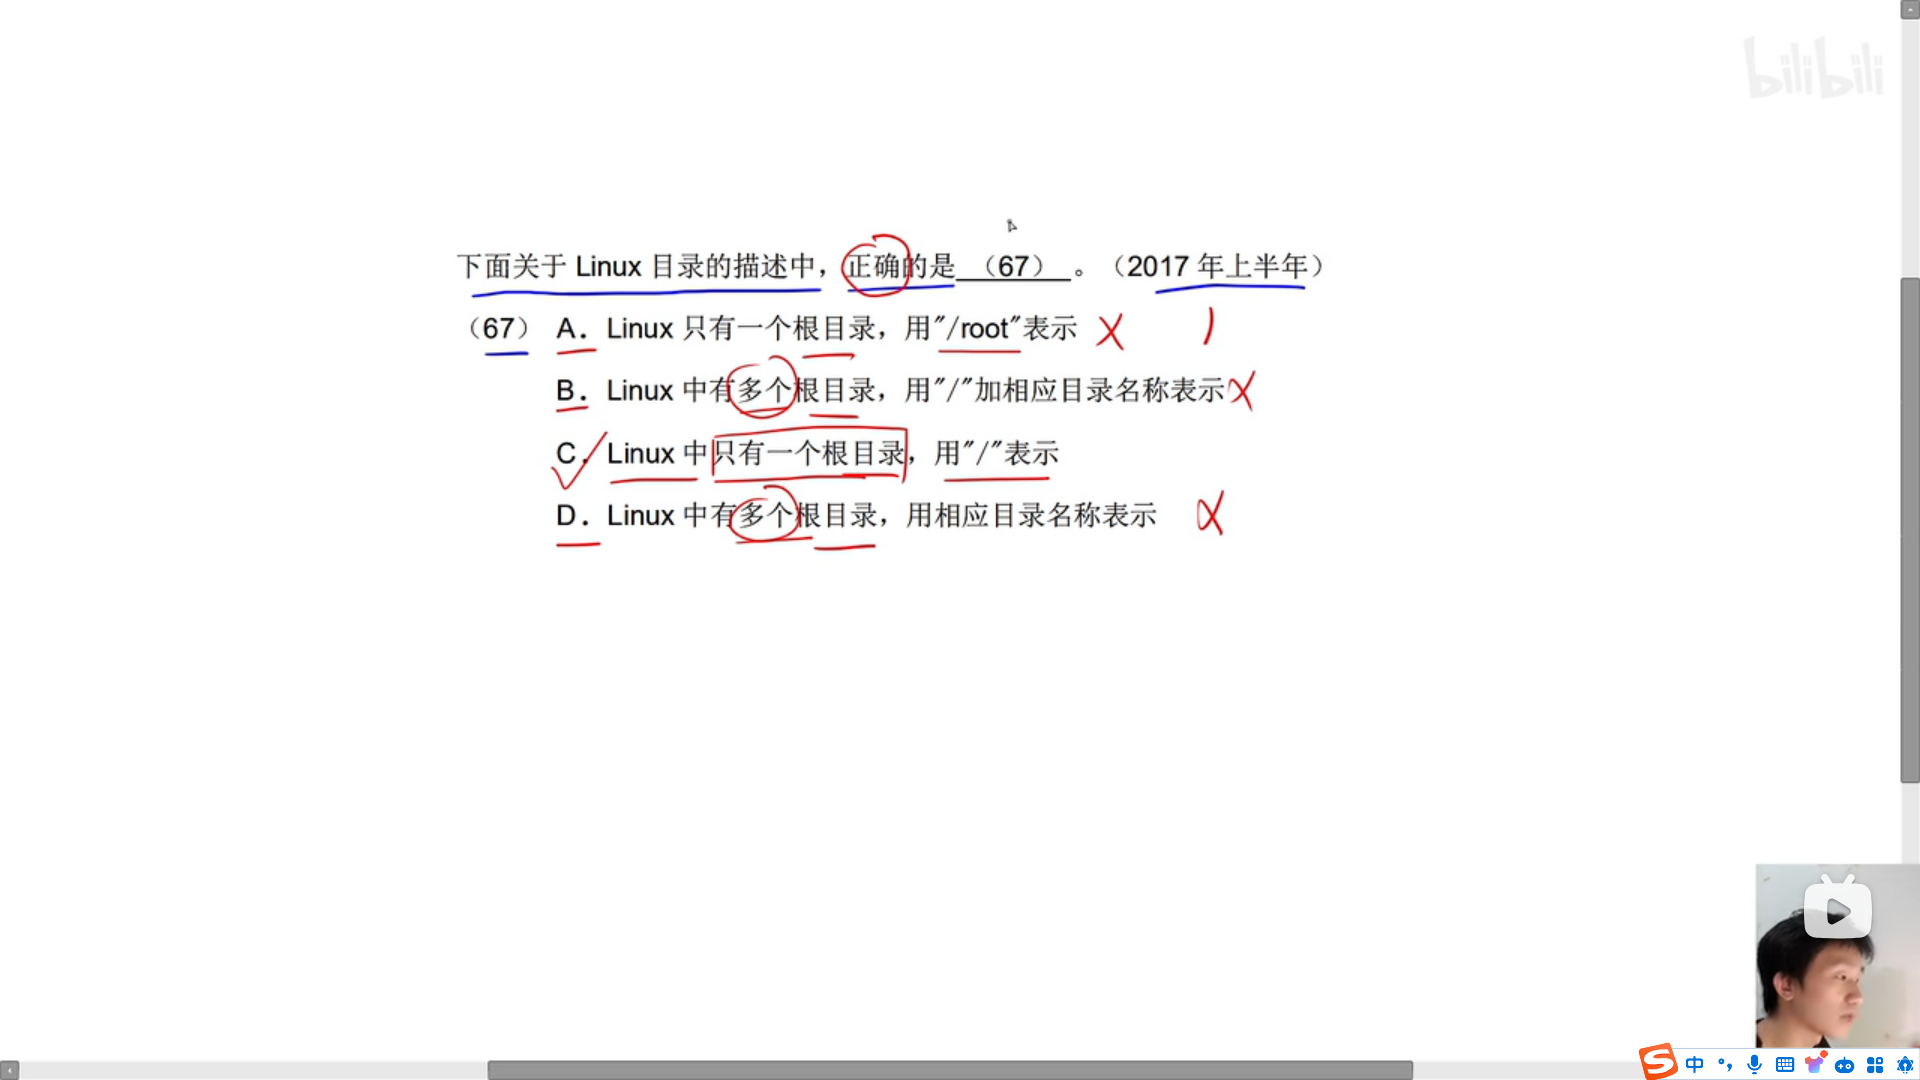 bilibili
下面关于 Linux 目录的描述中，正确的是 （67） 。（2017 年上半年）
（67） A．Linux 只有一个根目录，用"/root"表示
B．Linux 中有多个根目录，用"/"加相应目录名称表示
C．Linux 中只有一个根目录，用"/"表示
D．Linux 中有多个根目录，用相应目录名称表示
中